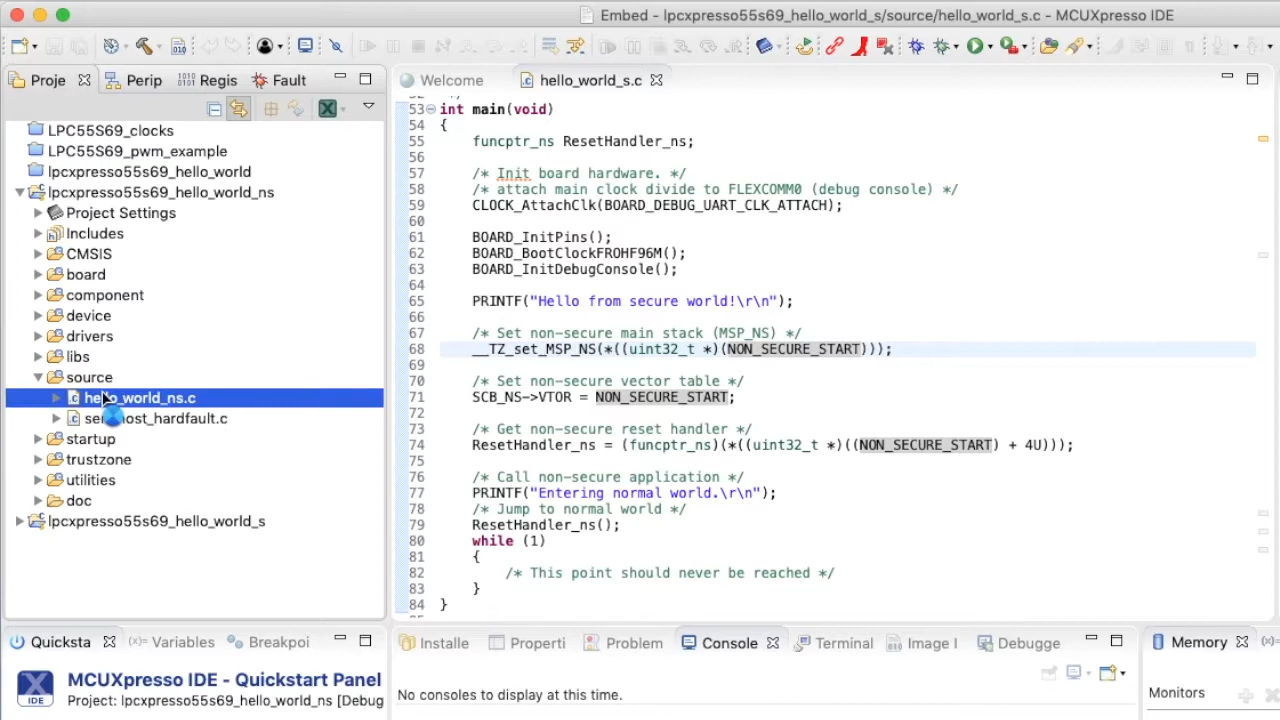 Embed - lpcxpresso55s69_hello_world_s/source/hello_world_s.c - MCUXpresso IDE
Proje Perip Regis Fault
LPC55S69_clocks
LPC55S69_pwm_example
lpcxpresso55s69_hello_world
lpcxpresso55s69_hello_world_ns
Project Settings
Includes
CMSIS
board
component
device
drivers
libs
source
hello_world_ns.c
semihost_hardfault.c
startup
trustzone
utilities
doc
lpcxpresso55s69_hello_world_s
Welcome hello_world_s.c
53 int main(void)
54 {
55 funcptr_ns ResetHandler_ns;
56
57 /* Init board hardware. */
58 /* attach main clock divide to FLEXCOMM0 (debug console) */
59 CLOCK_AttachClk(BOARD_DEBUG_UART_CLK_ATTACH);
60
61 BOARD_InitPins();
62 BOARD_BootClockFROHF96M();
63 BOARD_InitDebugConsole();
64
65 PRINTF("Hello from secure world!\r\n");
66
67 /* Set non-secure main stack (MSP_NS) */
68 __TZ_set_MSP_NS(*((uint32_t *)(NON_SECURE_START)));
69
70 /* Set non-secure vector table */
71 SCB_NS->VTOR = NON_SECURE_START;
72
73 /* Get non-secure reset handler */
74 ResetHandler_ns = (funcptr_ns)(*((uint32_t *)((NON_SECURE_START) + 4U)));
75
76 /* Call non-secure application */
77 PRINTF("Entering normal world.\r\n");
78 /* Jump to normal world */
79 ResetHandler_ns();
80 while (1)
81 {
82 /* This point should never be reached */
83 }
84 }
Quicksta (x)= Variables Breakpoi
IDE
MCUXpresso IDE - Quickstart Panel
Project: lpcxpresso55s69_hello_world_ns [Debug
Installe Properti Problem Console Terminal Image I Debugge
No consoles to display at this time.
Memory (x)=
Monitors